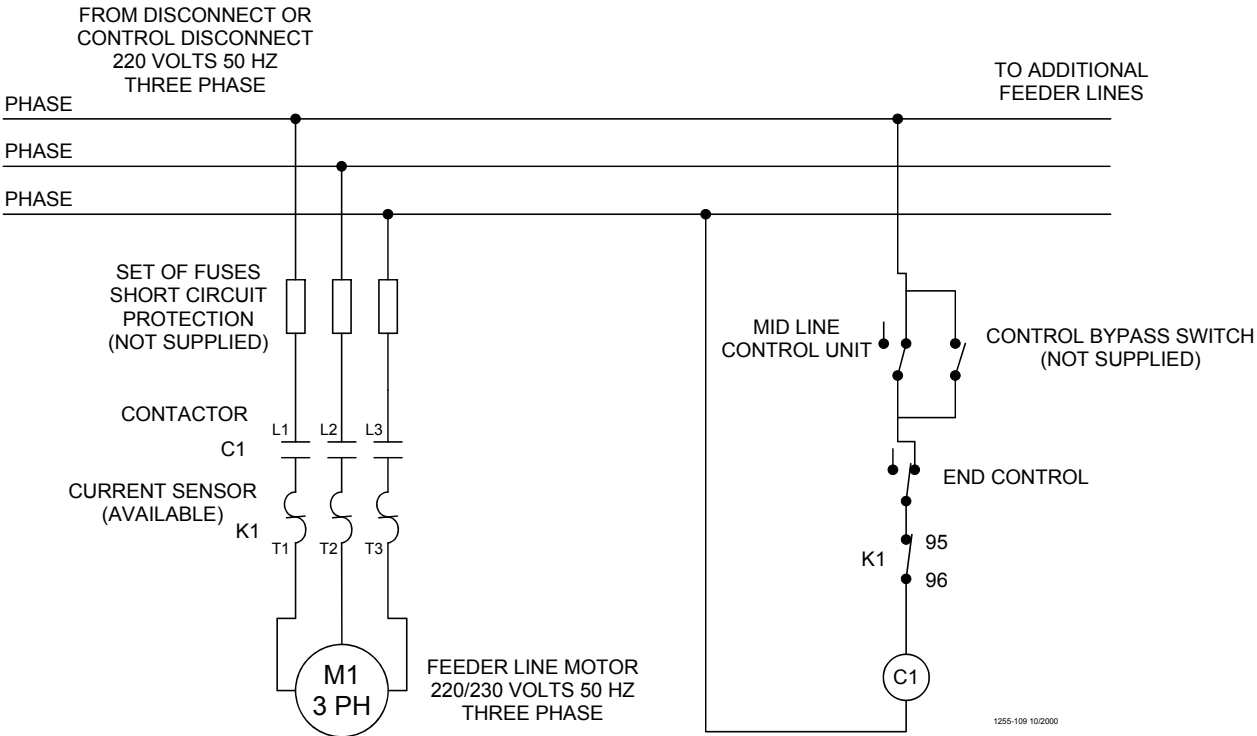 FROM DISCONNECT OR
CONTROL DISCONNECT
220 VOLTS 50 HZ
THREE PHASE
TO ADDITIONAL
FEEDER LINES
PHASE
PHASE
PHASE
SET OF FUSES
SHORT CIRCUIT
PROTECTION
(NOT SUPPLIED)
MID LINE
CONTROL UNIT
CONTROL BYPASS SWITCH
(NOT SUPPLIED)
CONTACTOR
C1
L1 L2 L3
END CONTROL
CURRENT SENSOR
(AVAILABLE)
K1
T1 T2 T3
K1
95
96
M1
3 PH
FEEDER LINE MOTOR
220/230 VOLTS 50 HZ
THREE PHASE
C1
1255-109 10/2000